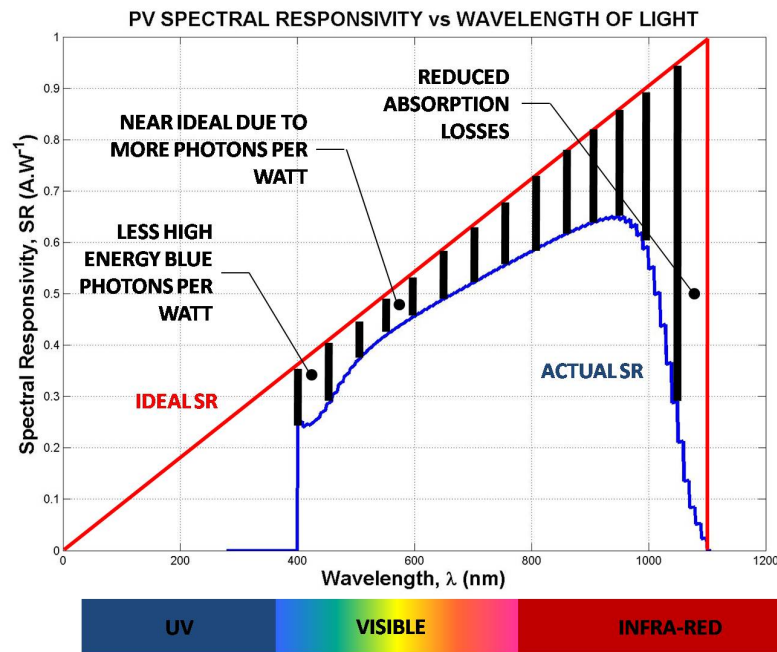 PV SPECTRAL RESPONSIVITY vs WAVELENGTH OF LIGHT
Spectral Responsivity, SR (A.W⁻¹)
1
0.9
0.8
0.7
0.6
0.5
0.4
0.3
0.2
0.1
0
REDUCED
ABSORPTION
LOSSES
NEAR IDEAL DUE TO
MORE PHOTONS PER
WATT
LESS HIGH
ENERGY BLUE
PHOTONS PER
WATT
IDEAL SR
ACTUAL SR
0 200 400 600 800 1000 1200
Wavelength, λ (nm)
UV VISIBLE INFRA-RED